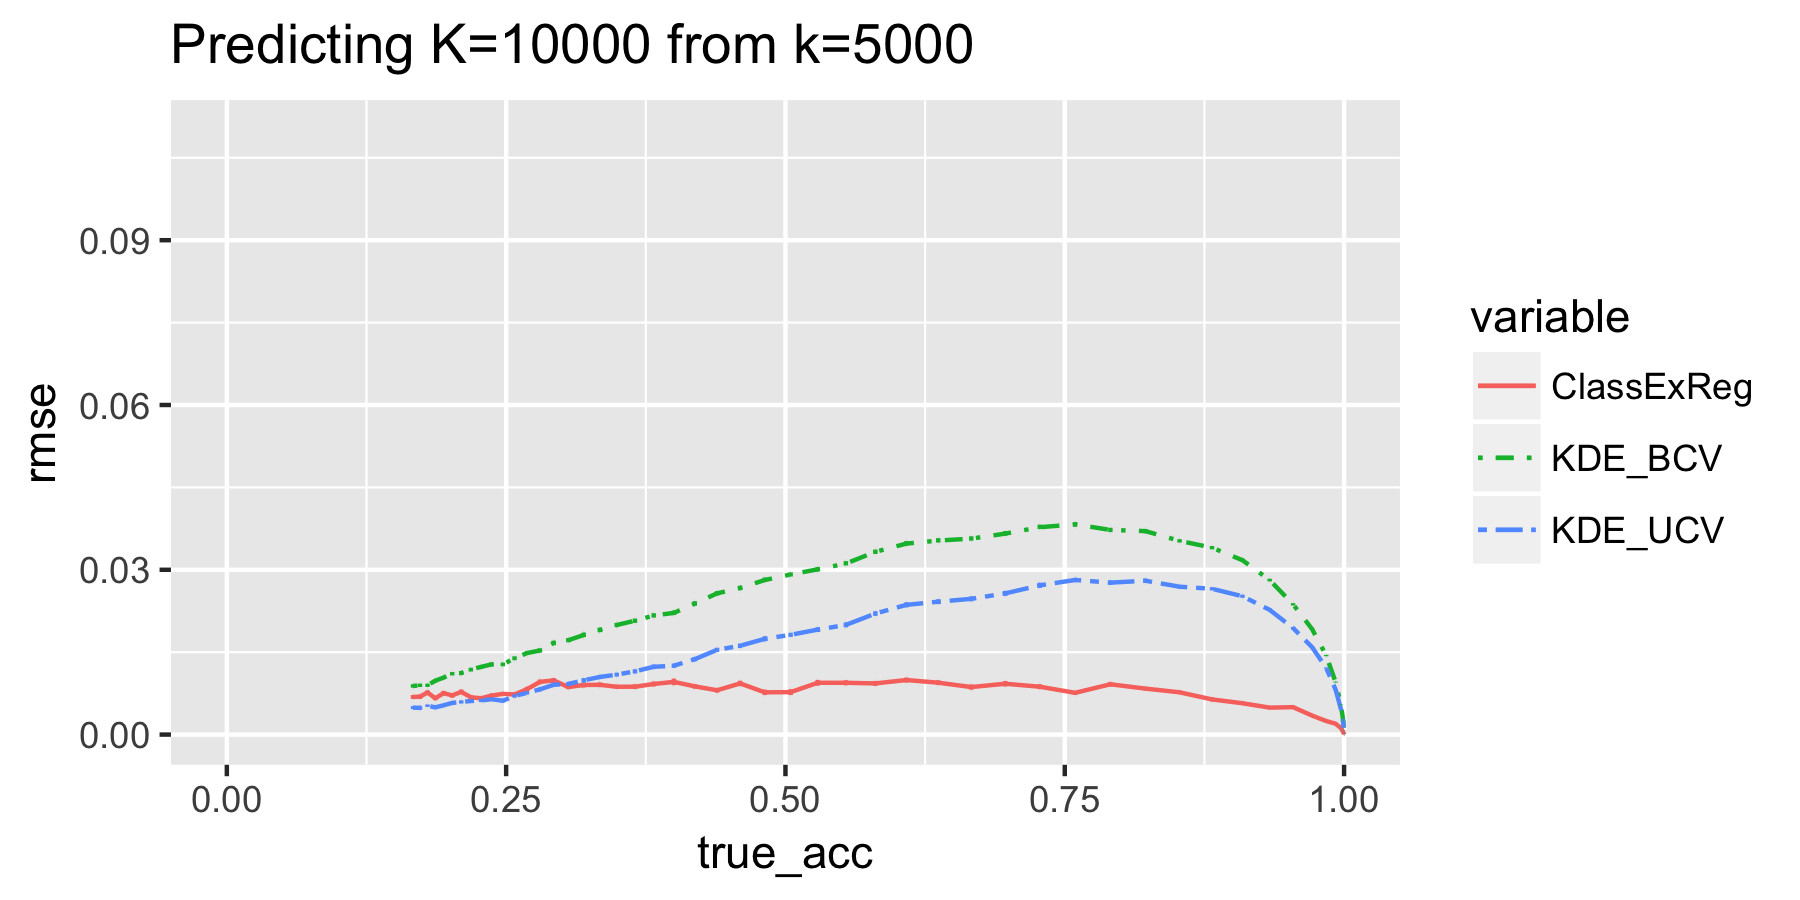 Predicting K=10000 from k=5000
rmse
0.09
0.06
0.03
0.00
0.00 0.25 0.50 0.75 1.00
true_acc
variable
ClassExReg
KDE_BCV
KDE_UCV